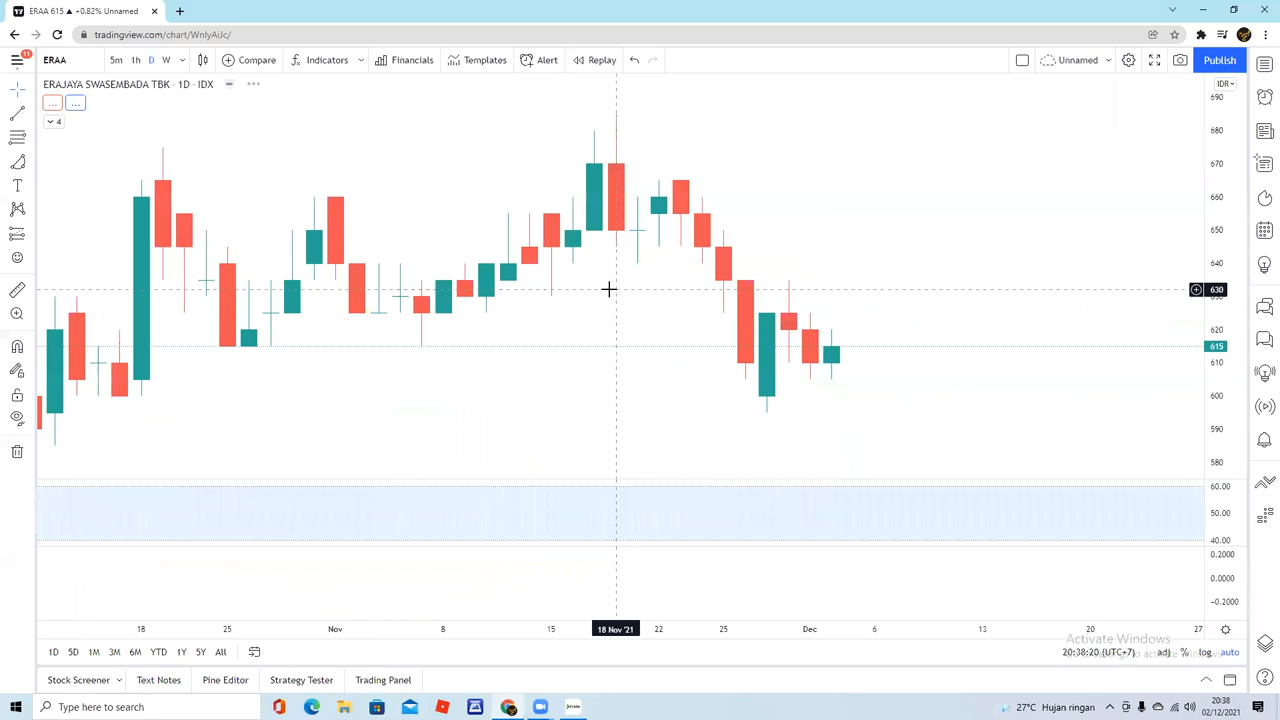 ERAA 615 ▲ +0.82% Unnamed
tradingview.com/chart/WnlyAiJc/
11
ERAA 5m 1h D W Compare Indicators Financials Templates Alert Replay Unnamed Publish
ERAJAYA SWASEMBADA TBK · 1D · IDX
IDR
4
690
680
670
660
650
640
630
630
620
615
610
600
590
580
60.00
50.00
40.00
0.2000
0.0000
−0.2000
18 25 Nov 8 15 18 Nov '21 22 25 Dec 6 13 20 27
Activate Windows
1D 5D 1M 3M 6M YTD 1Y 5Y All 20:38:20 (UTC+7) adj % log auto
Stock Screener Text Notes Pine Editor Strategy Tester Trading Panel
Type here to search 27°C Hujan ringan 20:38
02/12/2021